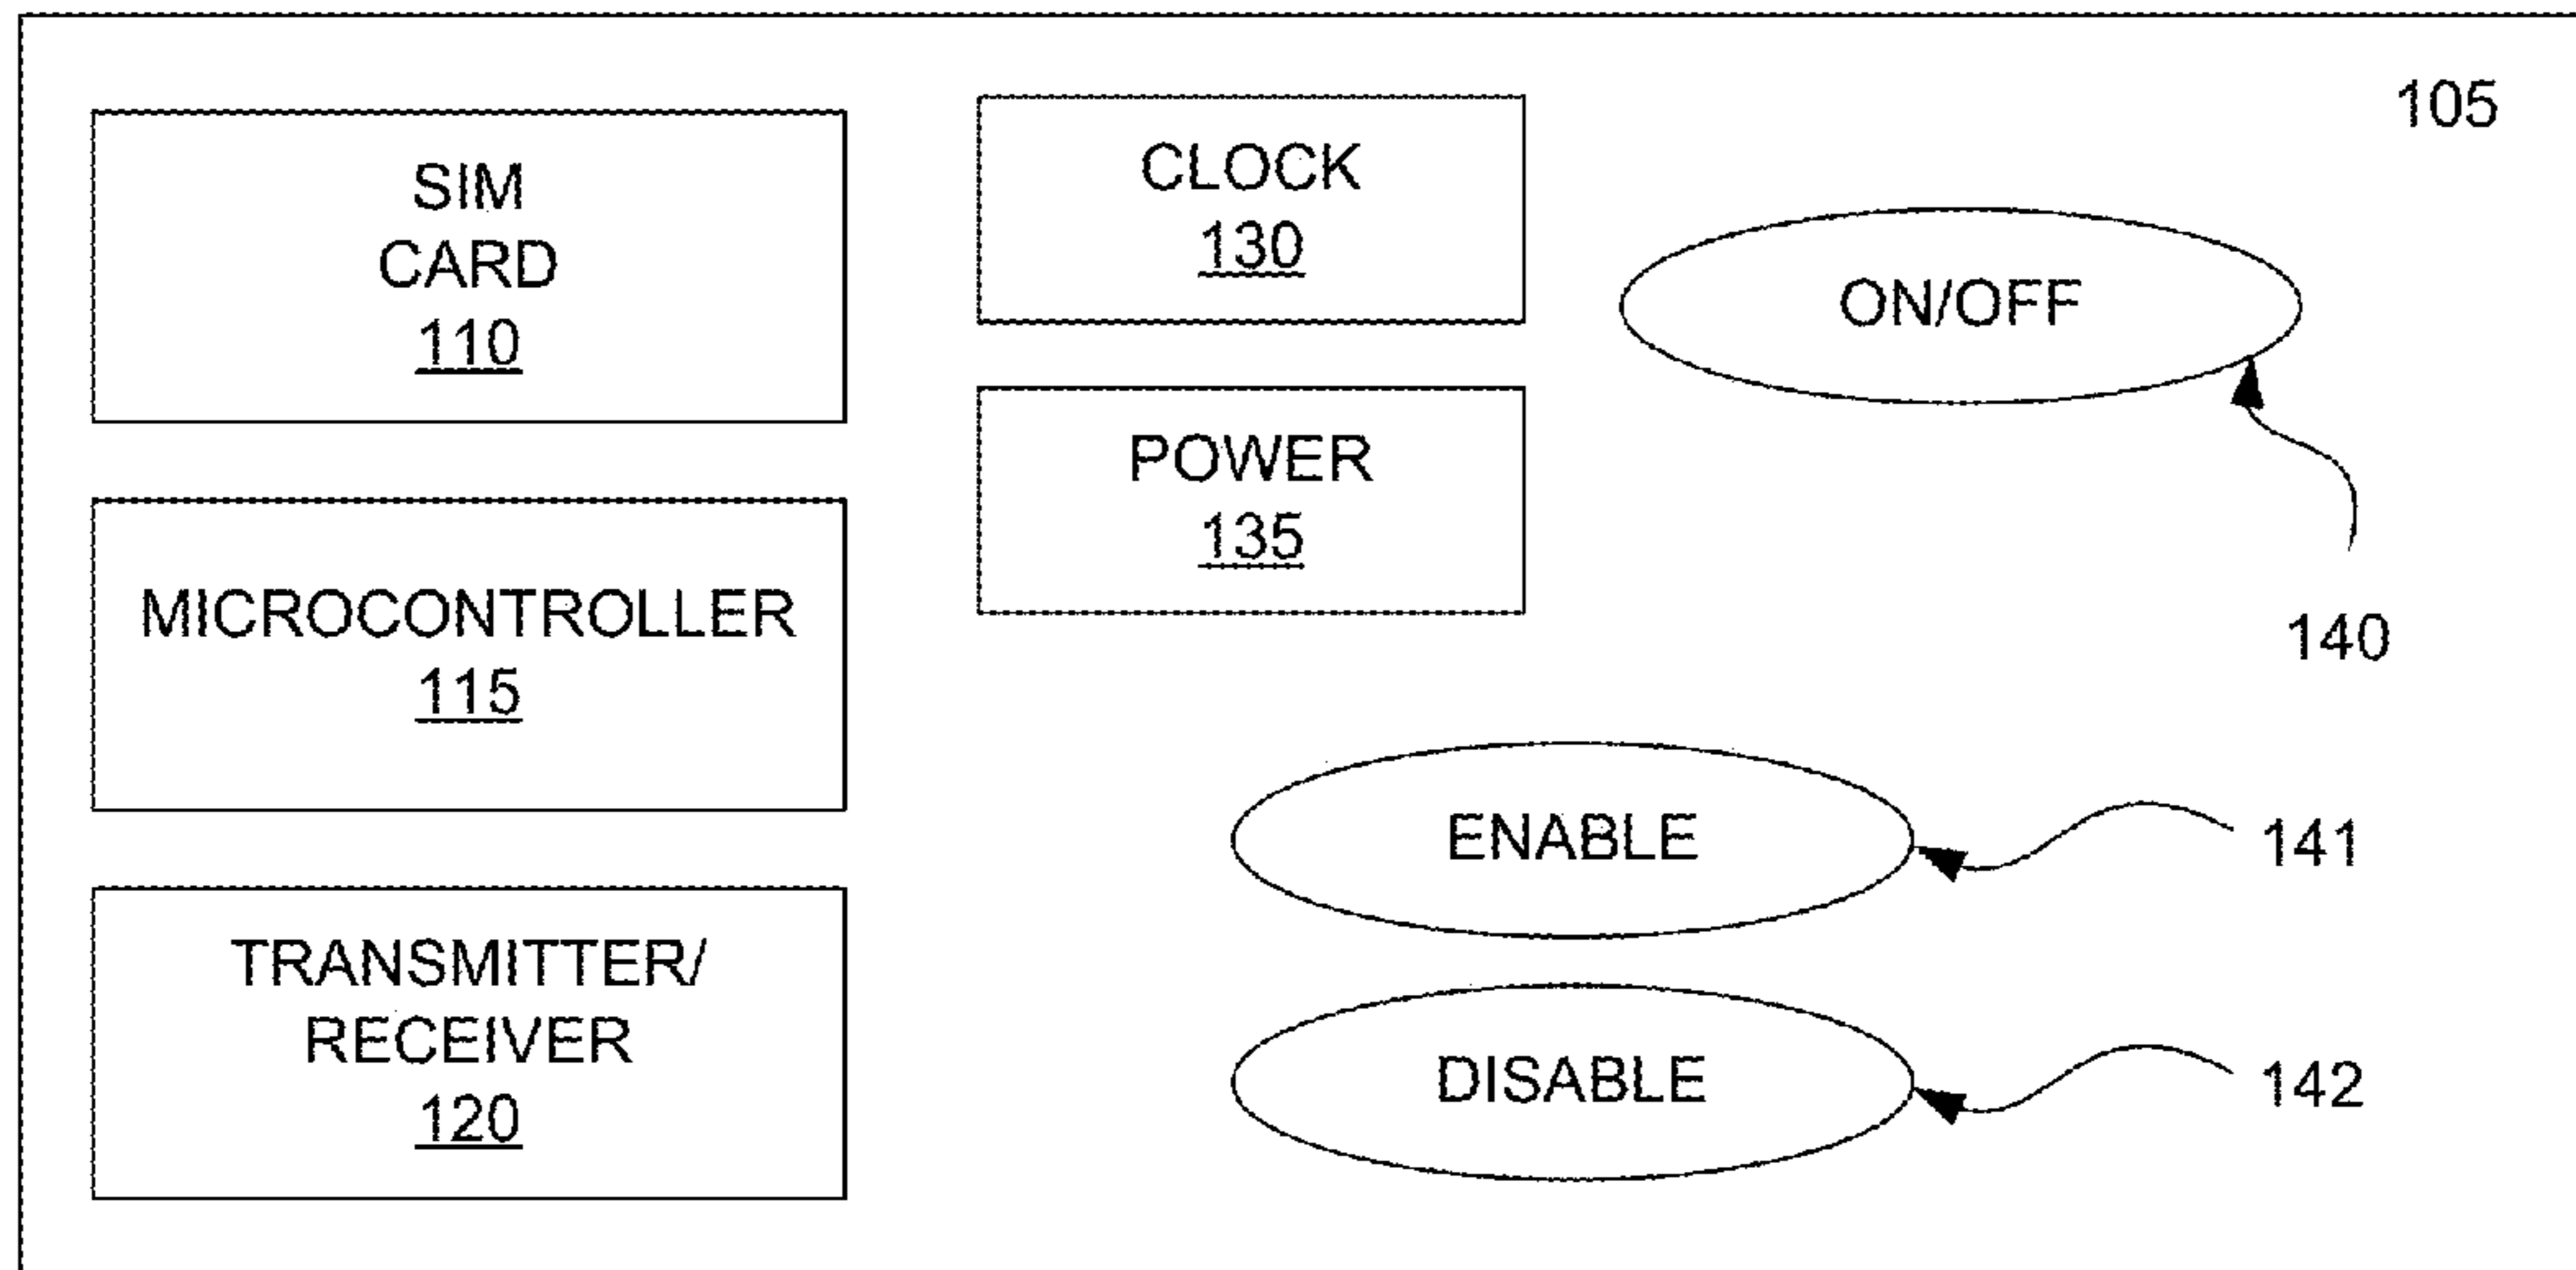 105
SIM
CARD
110
CLOCK
130
ON/OFF
POWER
135
140
MICROCONTROLLER
115
ENABLE
141
TRANSMITTER/
RECEIVER
120
DISABLE
142